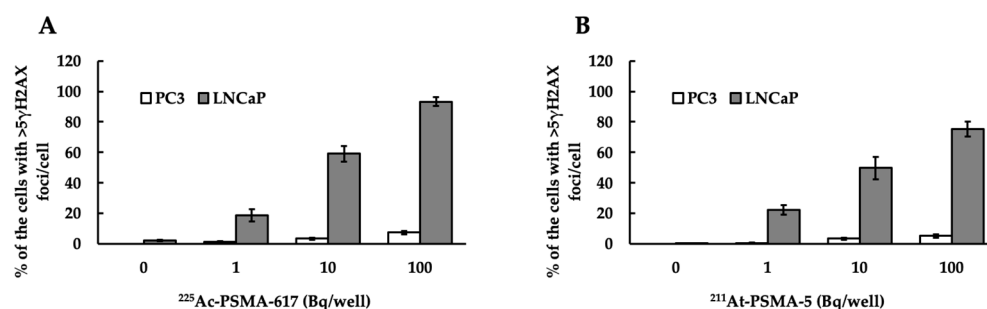 A
% of the cells with >5γH2AX
foci/cell
120
100
80
60
40
20
0
PC3 LNCaP
0 1 10 100
²²⁵Ac-PSMA-617 (Bq/well)
B
% of the cells with >5γH2AX
foci/cell
120
100
80
60
40
20
0
PC3 LNCaP
0 1 10 100
²¹¹At-PSMA-5 (Bq/well)